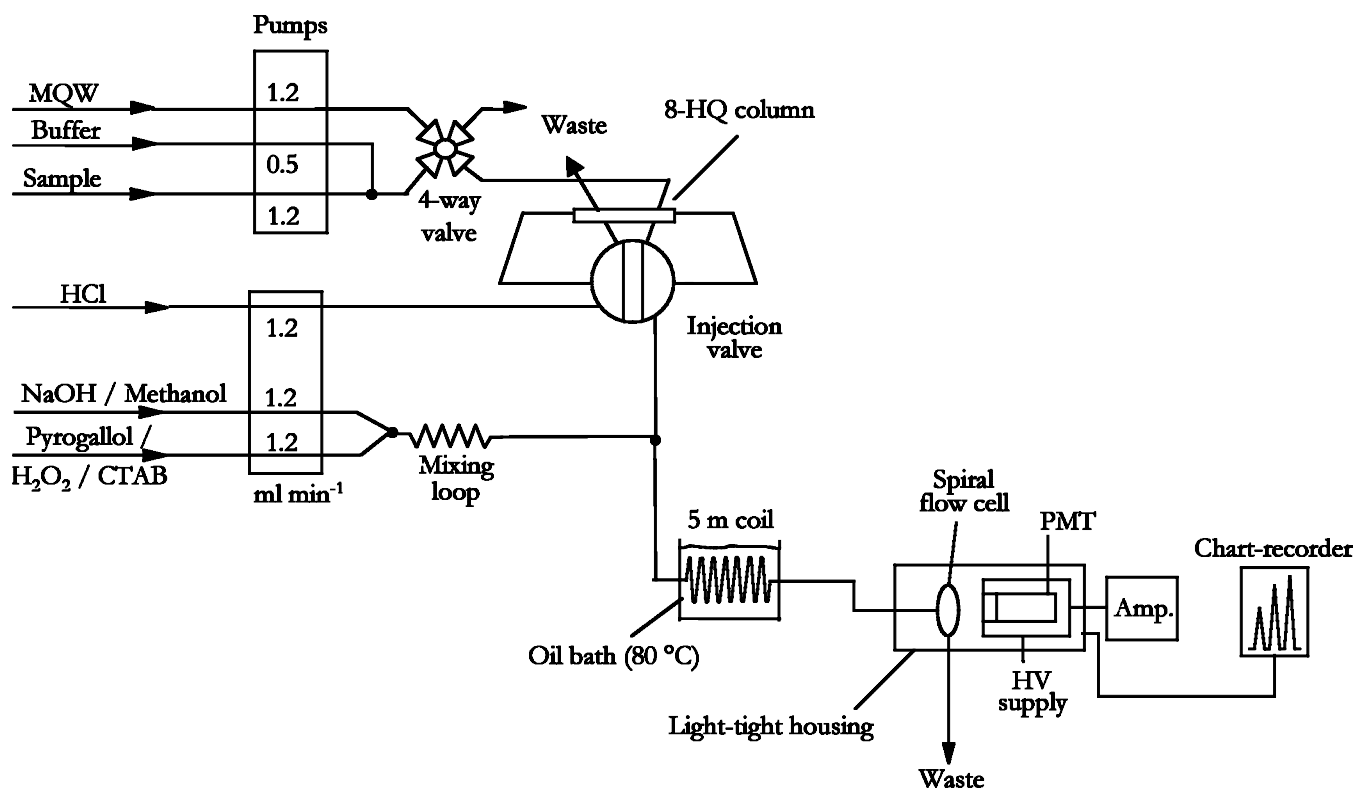 Pumps
MQW
1.2
Buffer
0.5
Sample
1.2
4-way
valve
Waste
8-HQ column
HCl
1.2
Injection
valve
NaOH / Methanol
1.2
Pyrogallol /
1.2
H₂O₂ / CTAB
ml min⁻¹
Mixing
loop
5 m coil
Oil bath (80 °C)
Spiral
flow cell
PMT
Chart-recorder
Amp.
HV
supply
Light-tight housing
Waste